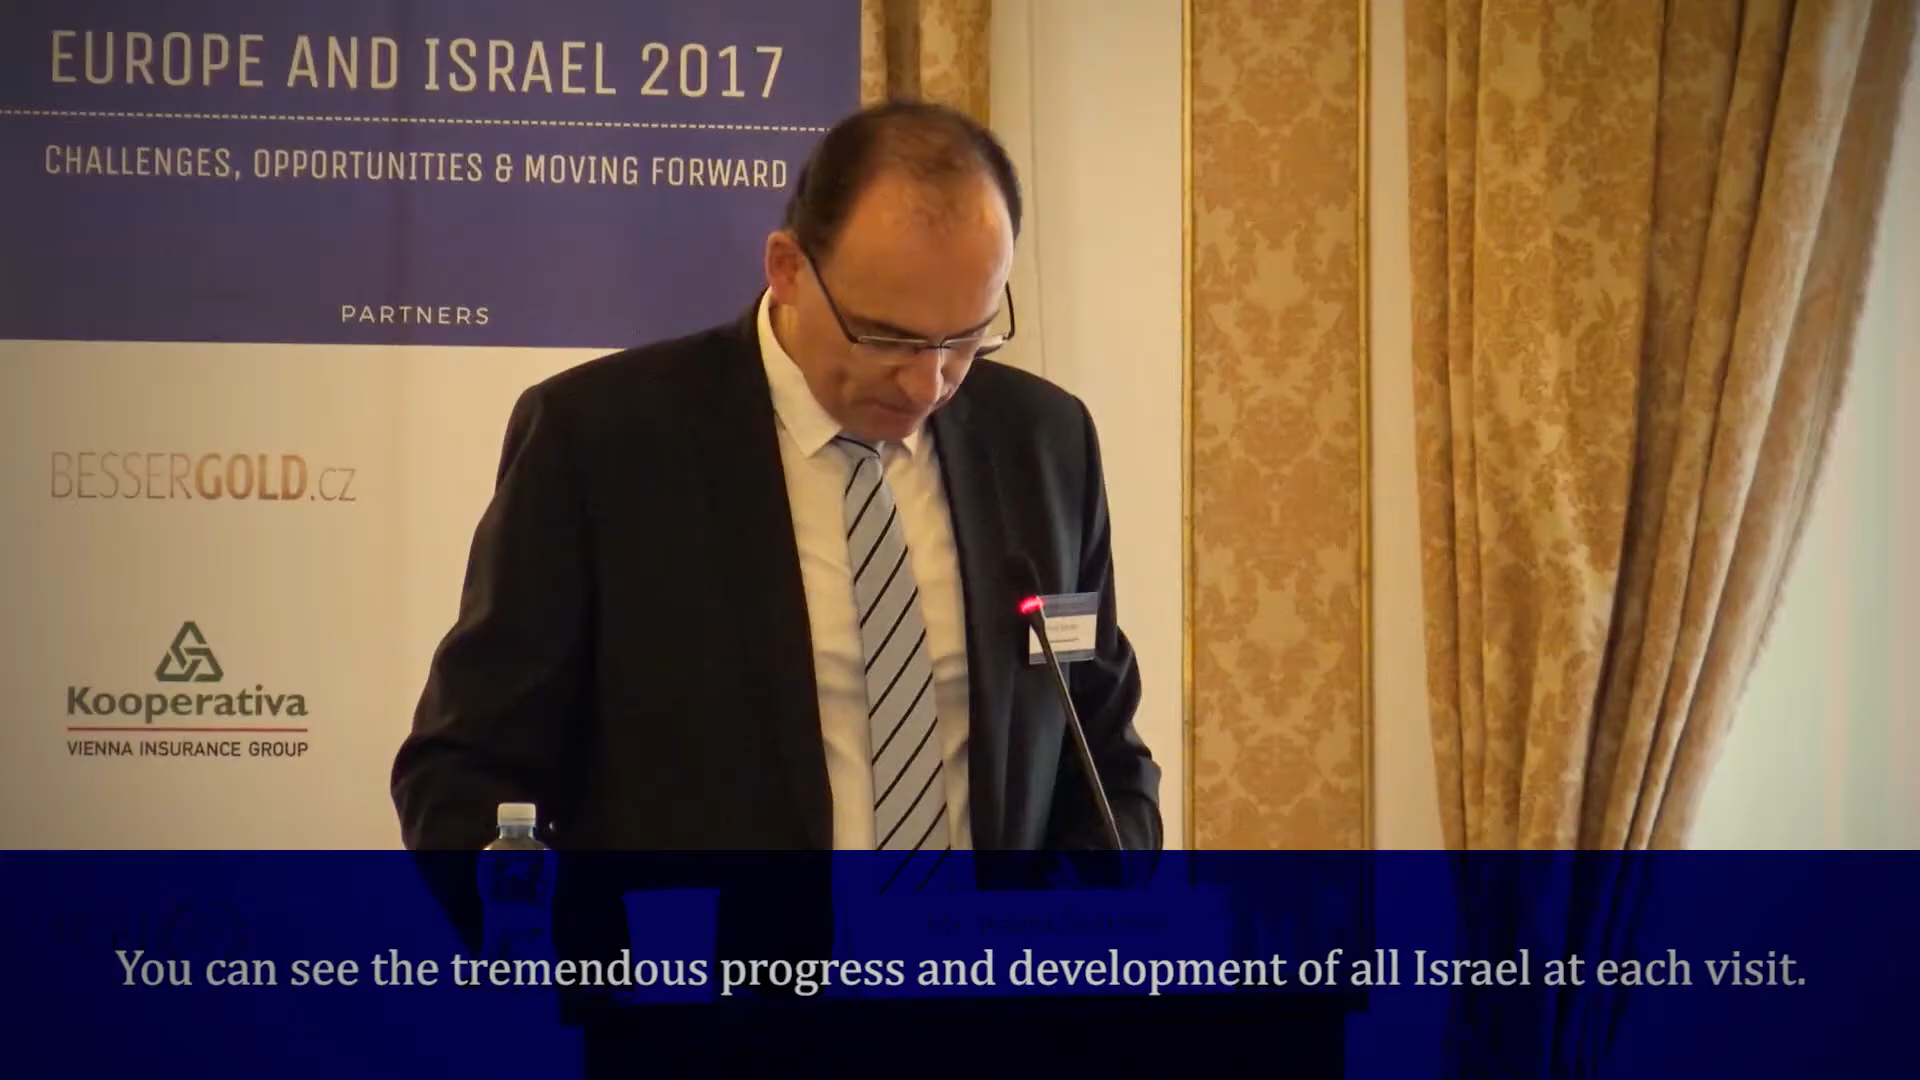 EUROPE AND ISRAEL 2017
CHALLENGES, OPPORTUNITIES & MOVING FORWARD
PARTNERS
BESSERGOLD.CZ
Kooperativa
VIENNA INSURANCE GROUP
You can see the tremendous progress and development of all Israel at each visit.